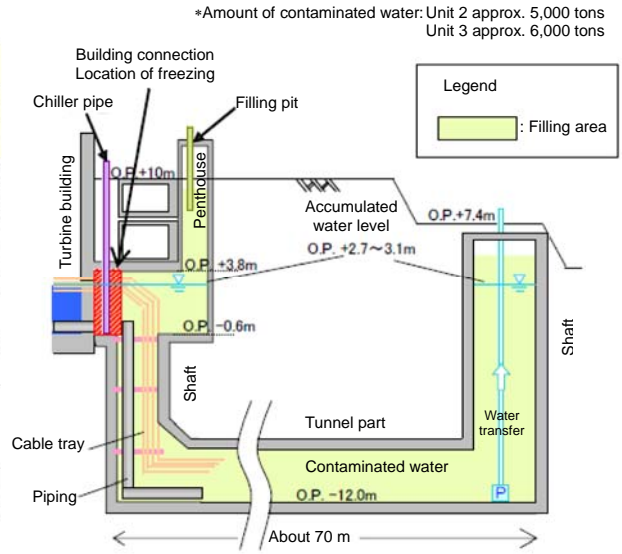 *Amount of contaminated water: Unit 2 approx. 5,000 tons
Unit 3 approx. 6,000 tons
Building connection
Location of freezing
Chiller pipe
Filling pit
Legend
: Filling area
Turbine building
O.P.+10m
Penthouse
Accumulated
water level
O.P.+7.4m
O.P. +2.7～3.1m
O.P. +3.8m
O.P. −0.6m
Shaft
Shaft
Tunnel part
Water
transfer
Cable tray
Contaminated water
Piping
O.P. −12.0m
P
About 70 m